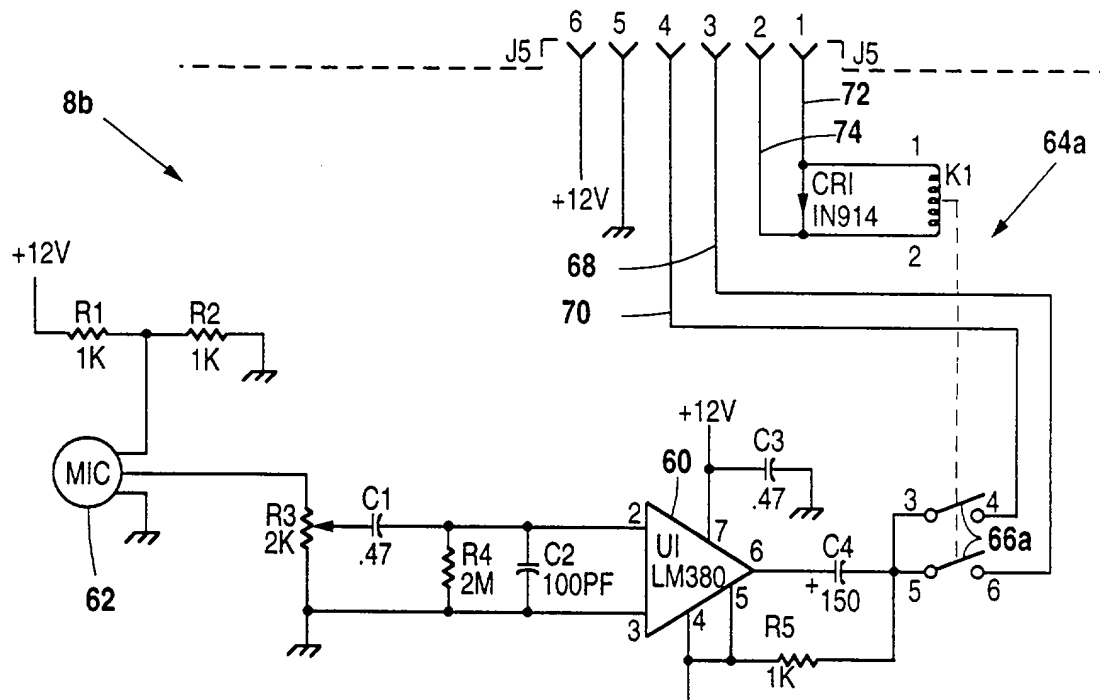 6 5 4 3 2 1
J5 J5
8b
72
74
64a
1
K1
CRI
IN914
+12V
2
68
+12V
70
R1 R2
1K 1K
+12V
C3
60
.47
MIC
3 4
R3
2K
C1
.47
2
7
UI
LM380
6
C4
66a
R4
2M
C2
100PF
+150
5 6
62
3
4
5
R5
1K